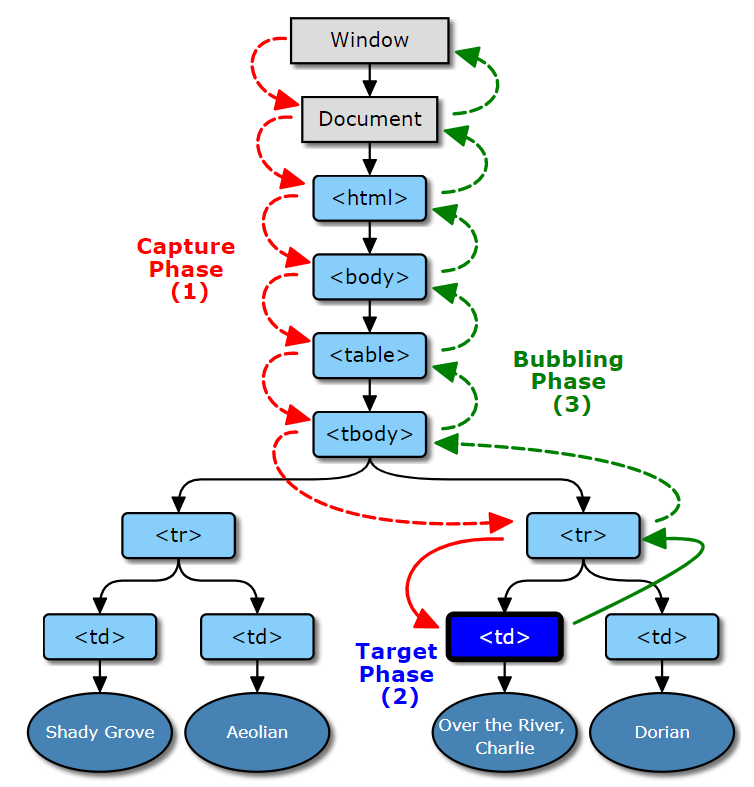 Window
Document
<html>
Capture
Phase
(1)
<body>
<table>
Bubbling
Phase
(3)
<tbody>
<tr>
<tr>
<td>
<td>
<td>
<td>
Target
Phase
(2)
Shady Grove
Aeolian
Over the River,
Charlie
Dorian